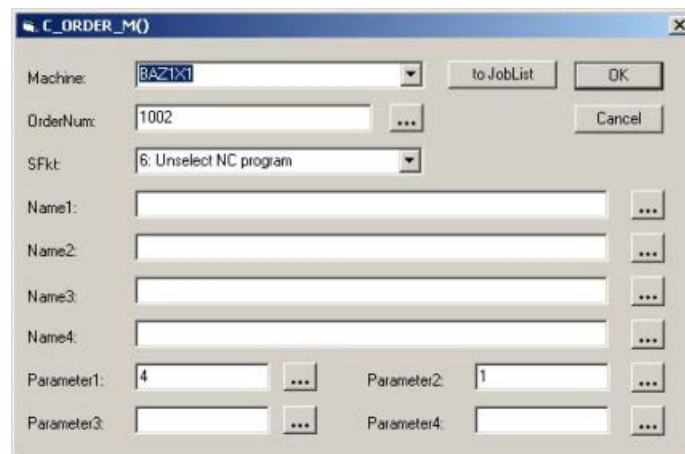 C_ORDER_M()
Machine: BAZ1X1 to JobList OK
OrderNum: 1002 ... Cancel
SFkt: 6: Unselect NC program
Name1: ...
Name2: ...
Name3: ...
Name4: ...
Parameter1: 4 ... Parameter2: 1 ...
Parameter3: ... Parameter4: ...